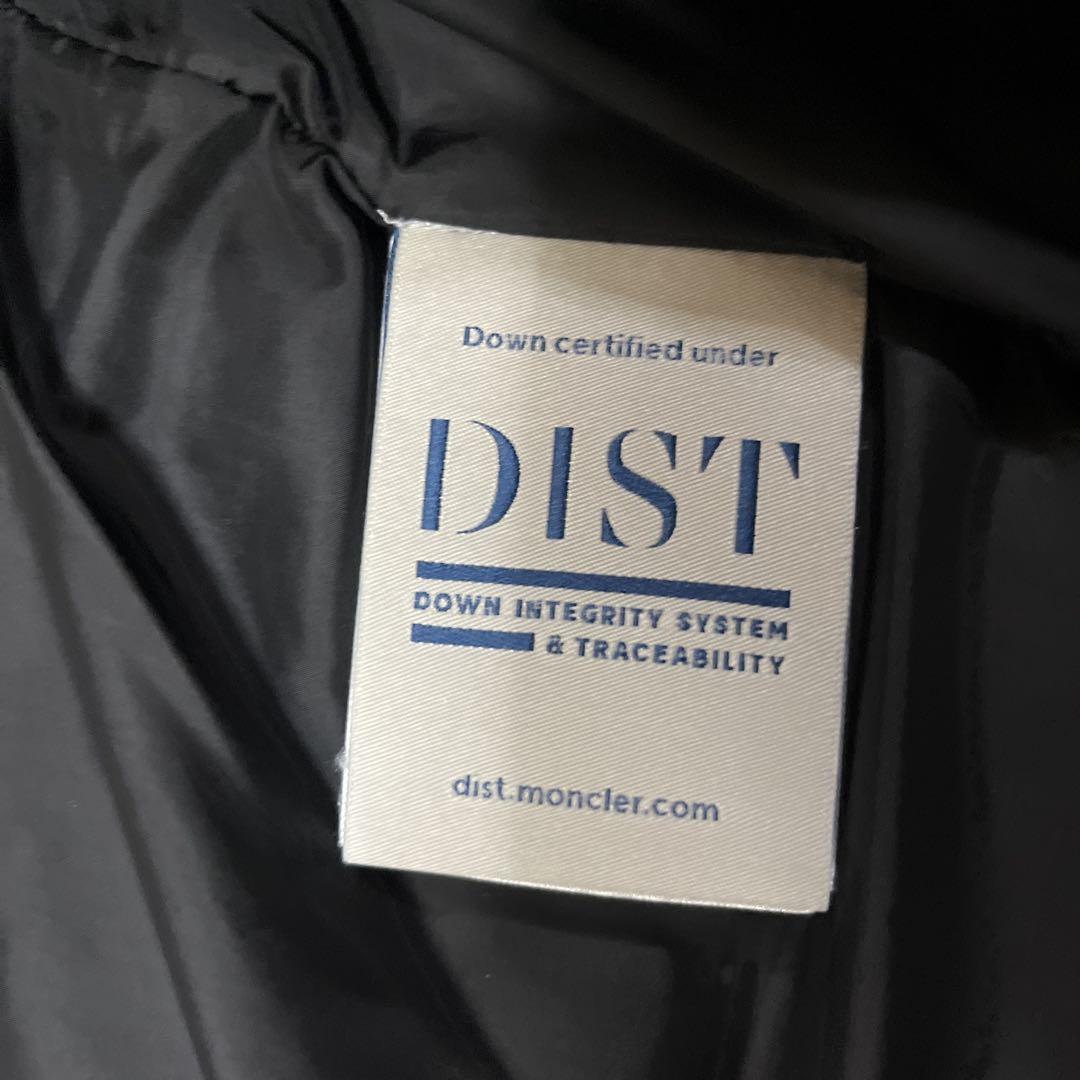 Down certified under
DIST
DOWN INTEGRITY SYSTEM
& TRACEABILITY
dist.moncler.com